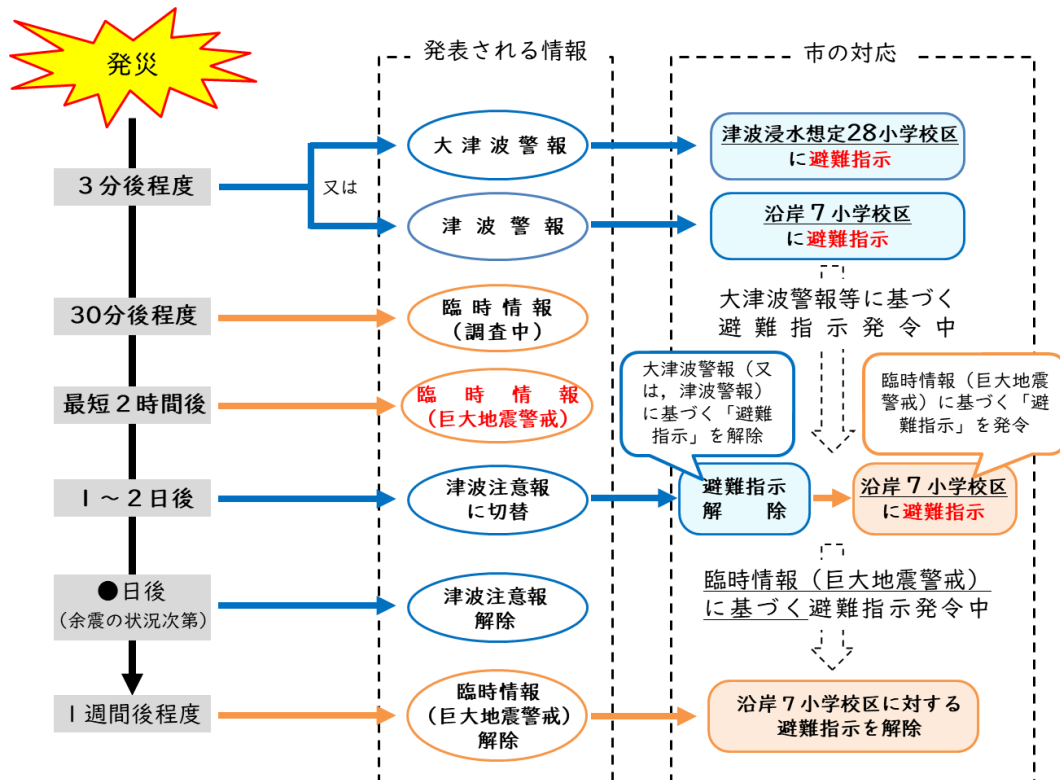 発災
発表される情報
市の対応
3分後程度
又は
大津波警報
津波浸水想定28小学校区
に避難指示
津波警報
沿岸7小学校区
に避難指示
30分後程度
臨時情報
（調査中）
大津波警報等に基づく
避難指示発令中
最短2時間後
臨時情報
（巨大地震警戒）
大津波警報（又
は，津波警報）
に基づく「避難
指示」を解除
臨時情報（巨大地震
警戒）に基づく「避
難指示」を発令
1～2日後
津波注意報
に切替
避難指示
解除
沿岸7小学校区
に避難指示
●日後
（余震の状況次第）
津波注意報
解除
臨時情報（巨大地震警戒）
に基づく避難指示発令中
1週間後程度
臨時情報
（巨大地震警戒）
解除
沿岸7小学校区に対する
避難指示を解除